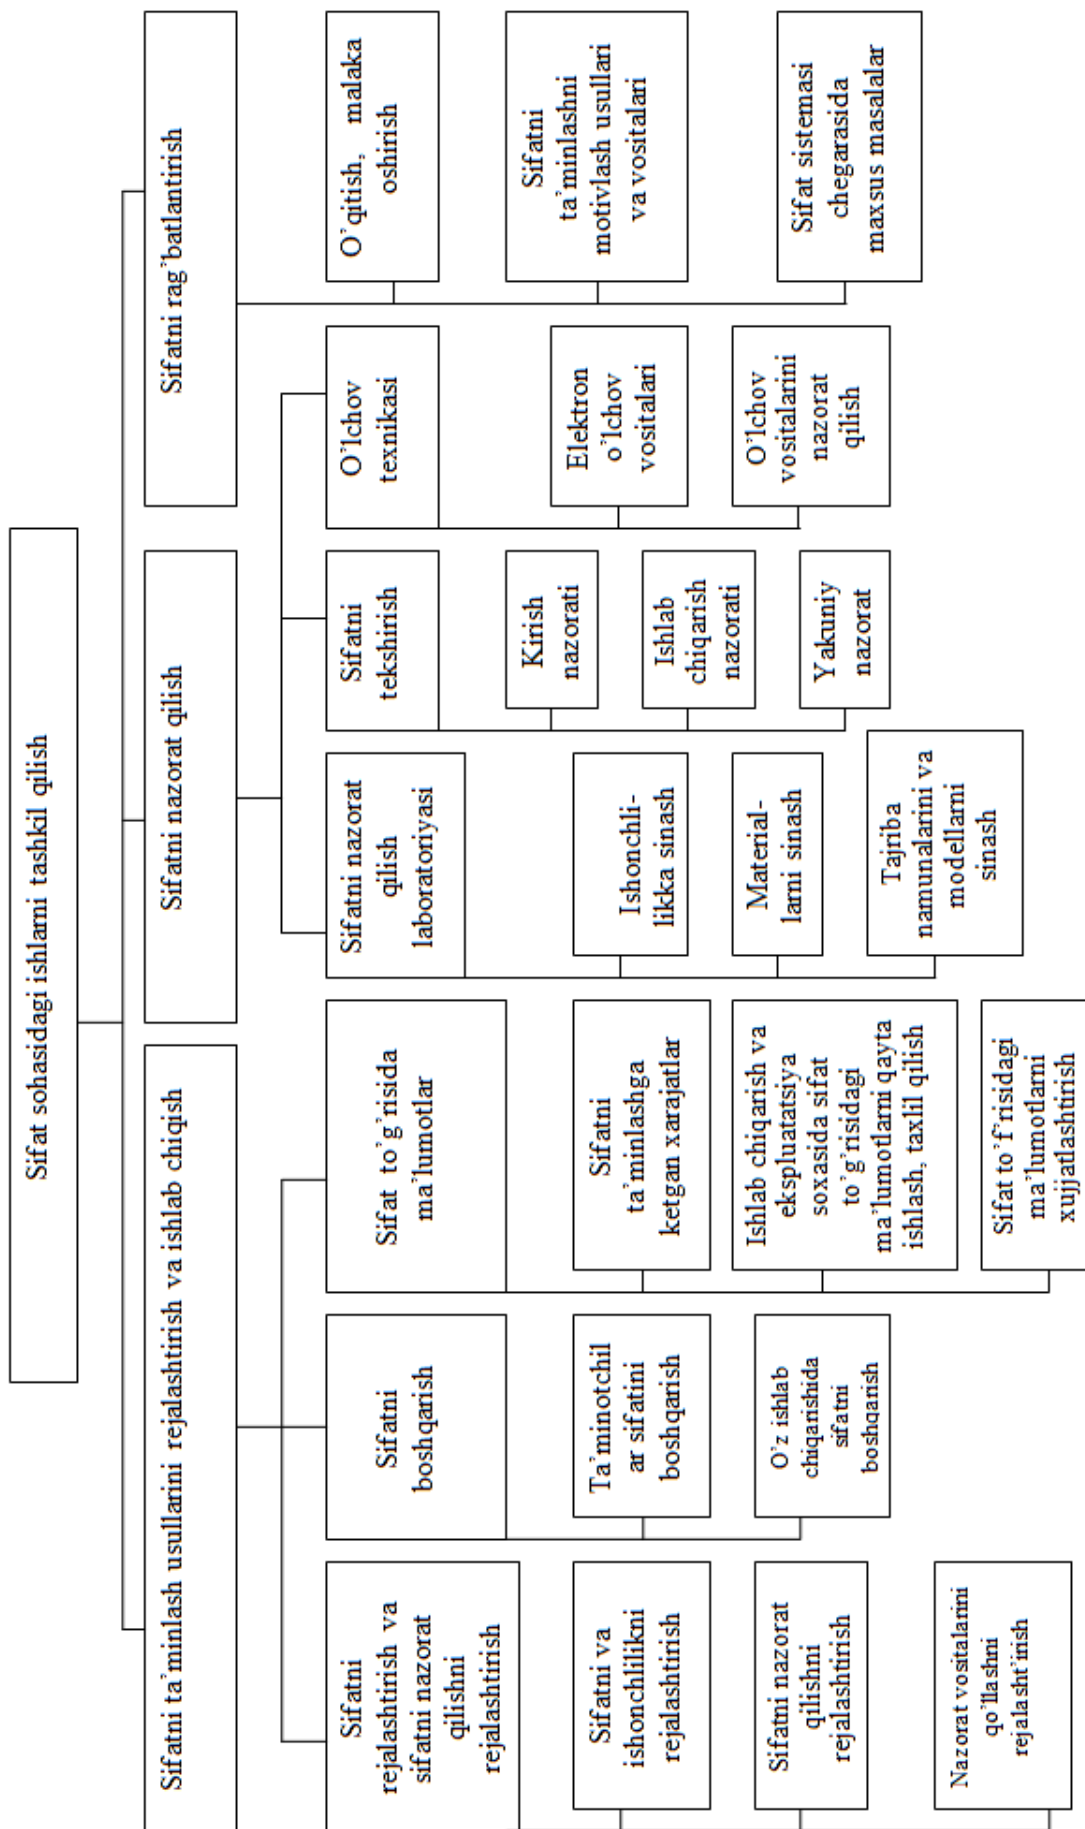 Sifat sohasidagi ishlarni tashkil qilish
Sifatni ta’minlash usullarini rejalashtirish va ishlab chiqish
Sifatni nazorat qilish
Sifatni rag’batlantirish
Sifatni
rejalashtirish va
sifatni nazorat
qilishni
rejalashtirish
Sifatni va
ishonchlilikni
rejalashtirish
Sifatni nazorat
qilishni
rejalashtirish
Nazorat vositalarini
qo’llashni
rejalasht’irish
Sifatni
boshqarish
Ta’minotchil
ar sifatini
boshqarish
O’z ishlab
chiqarishida
sifatni
boshqarish
Sifat to’g’risida
ma’lumotlar
Sifatni
ta’minlashga
ketgan xarajatlar
Ishlab chiqarish va
ekspluatatsiya
soxasida sifat
to’g’risidagi
ma’lumotlarni qayta
ishlash, taxlil qilish
Sifat to’f’risidagi
ma’lumotlarni
xujjatlashtirish
Sifatni nazorat
qilish
laboratoriyasi
Ishonchli-
likka sinash
Material-
larni sinash
Tajriba
namunalarini va
modellarni
sinash
Sifatni
tekshirish
Kirish
nazorati
Ishlab
chiqarish
nazorati
Yakuniy
nazorat
O’lchov
texnikasi
Elektron
o’lchov
vositalari
O’lchov
vositalarini
nazorat
qilish
O’qitish, malaka
oshirish
Sifatni
ta’minlashni
motivlash usullari
va vositalari
Sifat sistemasi
chegarasida
maxsus masalalar